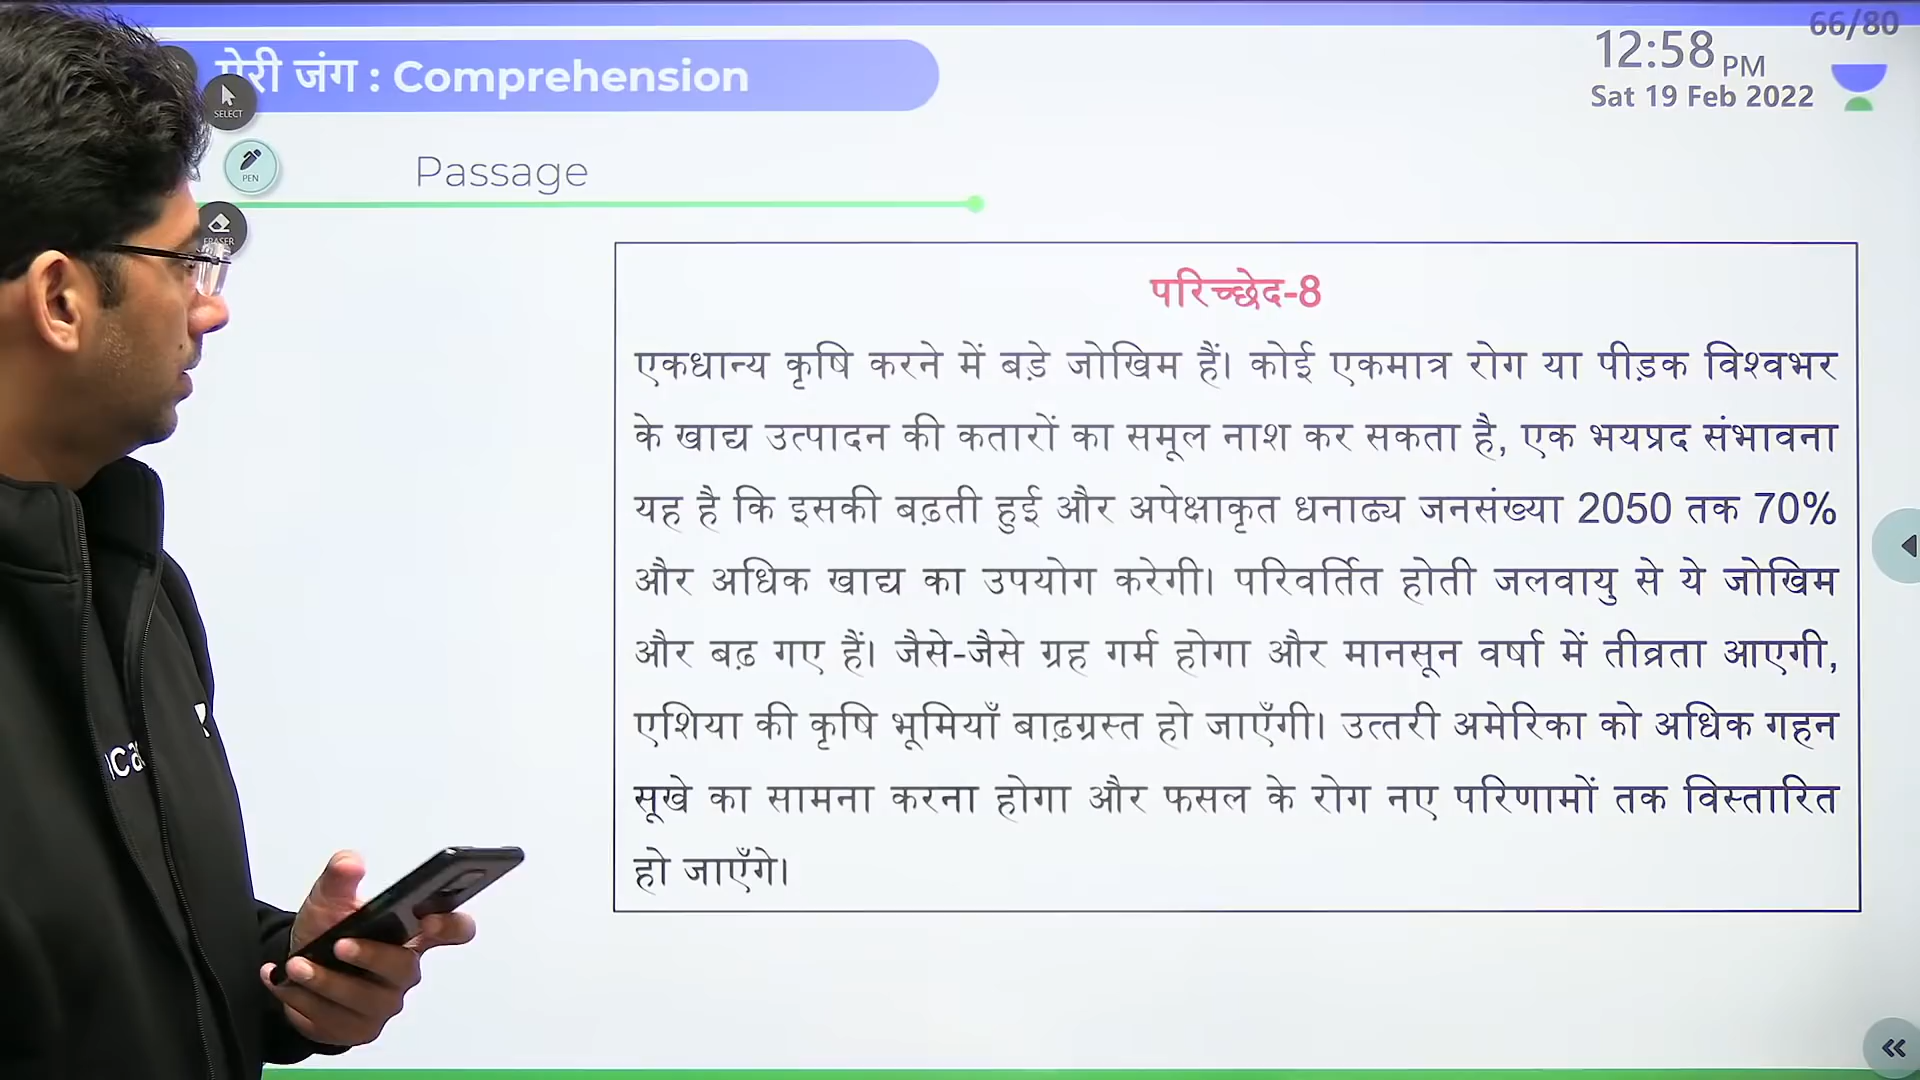 66/80
मेरी जंग : Comprehension
12:58 PM
Sat 19 Feb 2022
SELECT
PEN
Passage
ERASER
परिच्छेद-8
एकधान्य कृषि करने में बड़े जोखिम हैं। कोई एकमात्र रोग या पीड़क विश्वभर
के खाद्य उत्पादन की कतारों का समूल नाश कर सकता है, एक भयप्रद संभावना
यह है कि इसकी बढ़ती हुई और अपेक्षाकृत धनाढ्य जनसंख्या 2050 तक 70%
और अधिक खाद्य का उपयोग करेगी। परिवर्तित होती जलवायु से ये जोखिम
और बढ़ गए हैं। जैसे-जैसे ग्रह गर्म होगा और मानसून वर्षा में तीव्रता आएगी,
एशिया की कृषि भूमियाँ बाढ़ग्रस्त हो जाएँगी। उत्तरी अमेरिका को अधिक गहन
सूखे का सामना करना होगा और फसल के रोग नए परिणामों तक विस्तारित
हो जाएँगे।